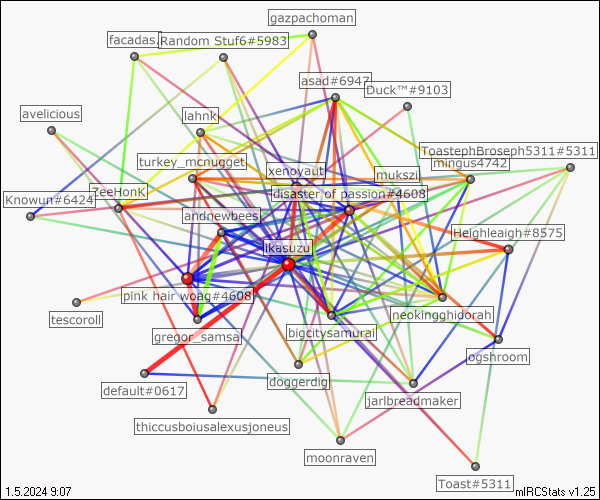 gazpachoman
facadas.
Random Stuf6#5983
asad#6947
Duck™#9103
avelicious
lahnk
ToastephBroseph5311#5311
turkey_mcnugget
xenoyaut
mukszi
mingus4742
Knowun#6424
ZeeHonK
disaster of passion#4608
andnewbees
Heighleaigh#8575
likasuzu
pink hair woag#4608
tescoroll
neokingghidorah
gregor_samsa
bigcitysamurai
ogshroom
default#0617
doggerdig
jarlbreadmaker
thiccusboiusalexusjoneus
moonraven
Toast#5311
1.5.2024 9:07
mIRCStats v1.25